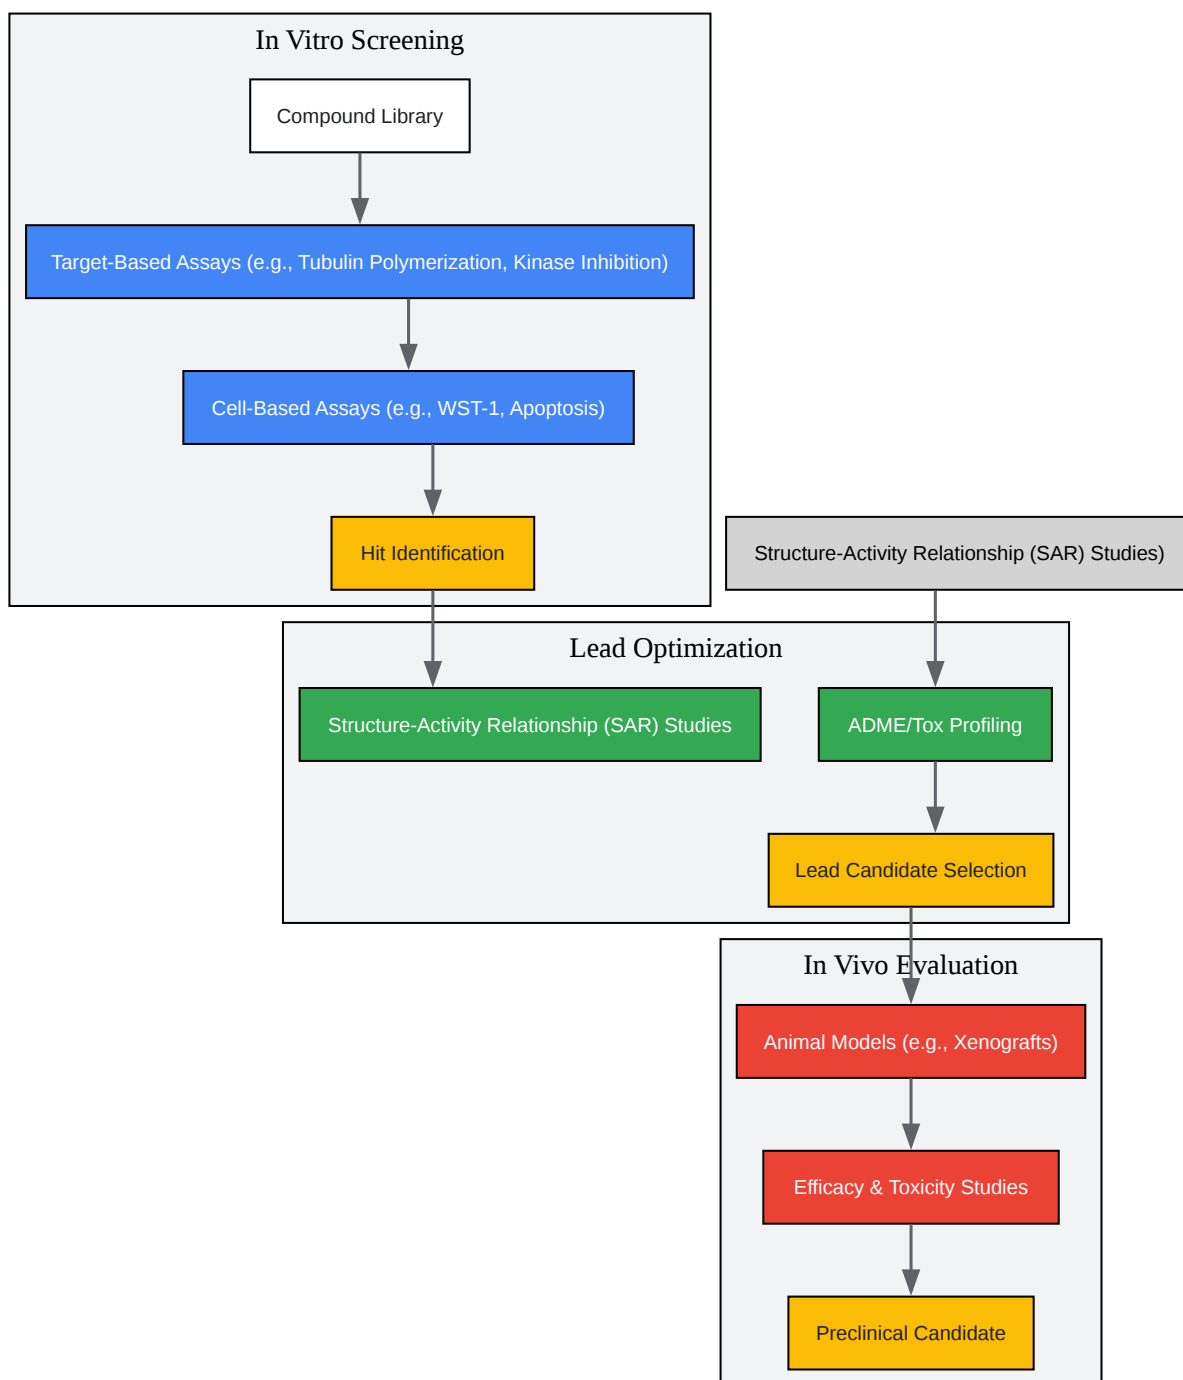 In Vitro Screening
Compound Library
Target-Based Assays (e.g., Tubulin Polymerization, Kinase Inhibition)
Cell-Based Assays (e.g., WST-1, Apoptosis)
Hit Identification
Structure-Activity Relationship (SAR) Studies)
Lead Optimization
Structure-Activity Relationship (SAR) Studies
ADME/Tox Profiling
Lead Candidate Selection
In Vivo Evaluation
Animal Models (e.g., Xenografts)
Efficacy & Toxicity Studies
Preclinical Candidate